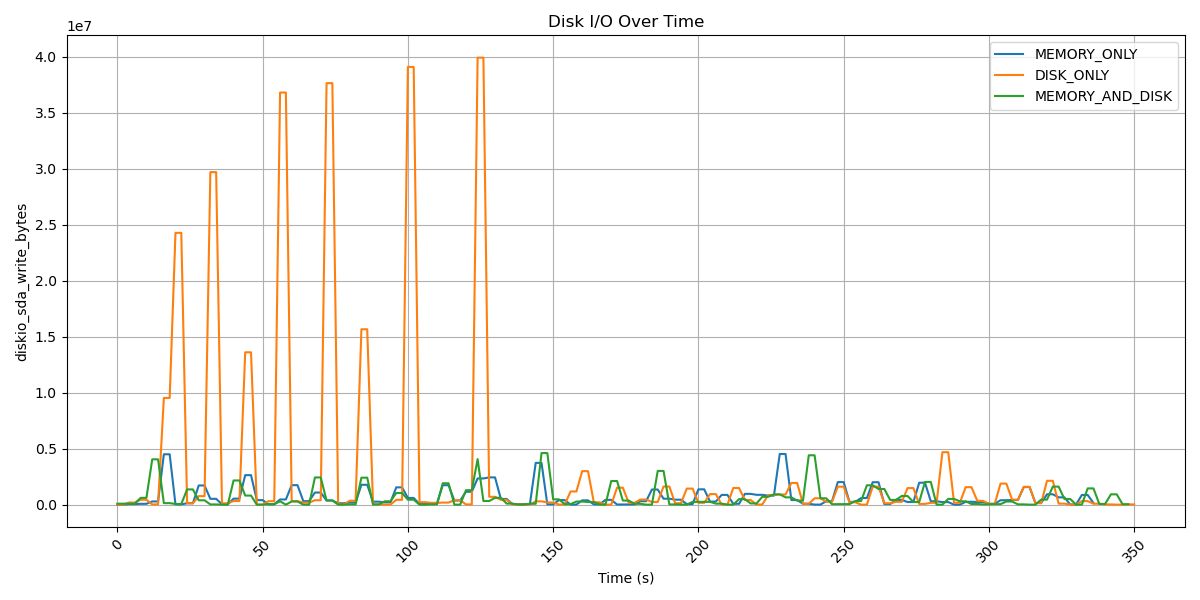 Disk I/O Over Time
1e7
MEMORY_ONLY
DISK_ONLY
MEMORY_AND_DISK
4.0
3.5
3.0
2.5
2.0
1.5
1.0
0.5
0.0
diskio_sda_write_bytes
0 50 100 150 200 250 300 350
Time (s)